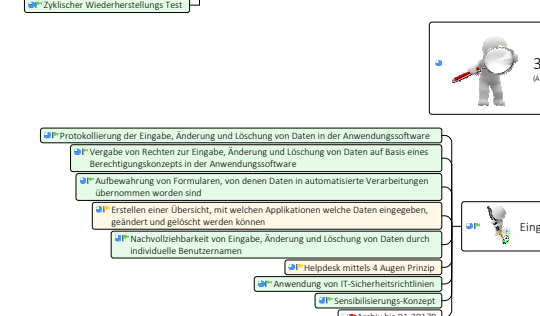 Zyklischer Wiederherstellungs Test
3
(A
Protokollierung der Eingabe, Änderung und Löschung von Daten in der Anwendungssoftware
Vergabe von Rechten zur Eingabe, Änderung und Löschung von Daten auf Basis eines
Berechtigungskonzepts in der Anwendungssoftware
Aufbewahrung von Formularen, von denen Daten in automatisierte Verarbeitungen
übernommen worden sind
Erstellen einer Übersicht, mit welchen Applikationen welche Daten eingegeben,
geändert und gelöscht werden können
Eing
Nachvollziehbarkeit von Eingabe, Änderung und Löschung von Daten durch
individuelle Benutzernamen
Helpdesk mittels 4 Augen Prinzip
Anwendung von IT-Sicherheitsrichtlinien
Sensibilisierungs-Konzept